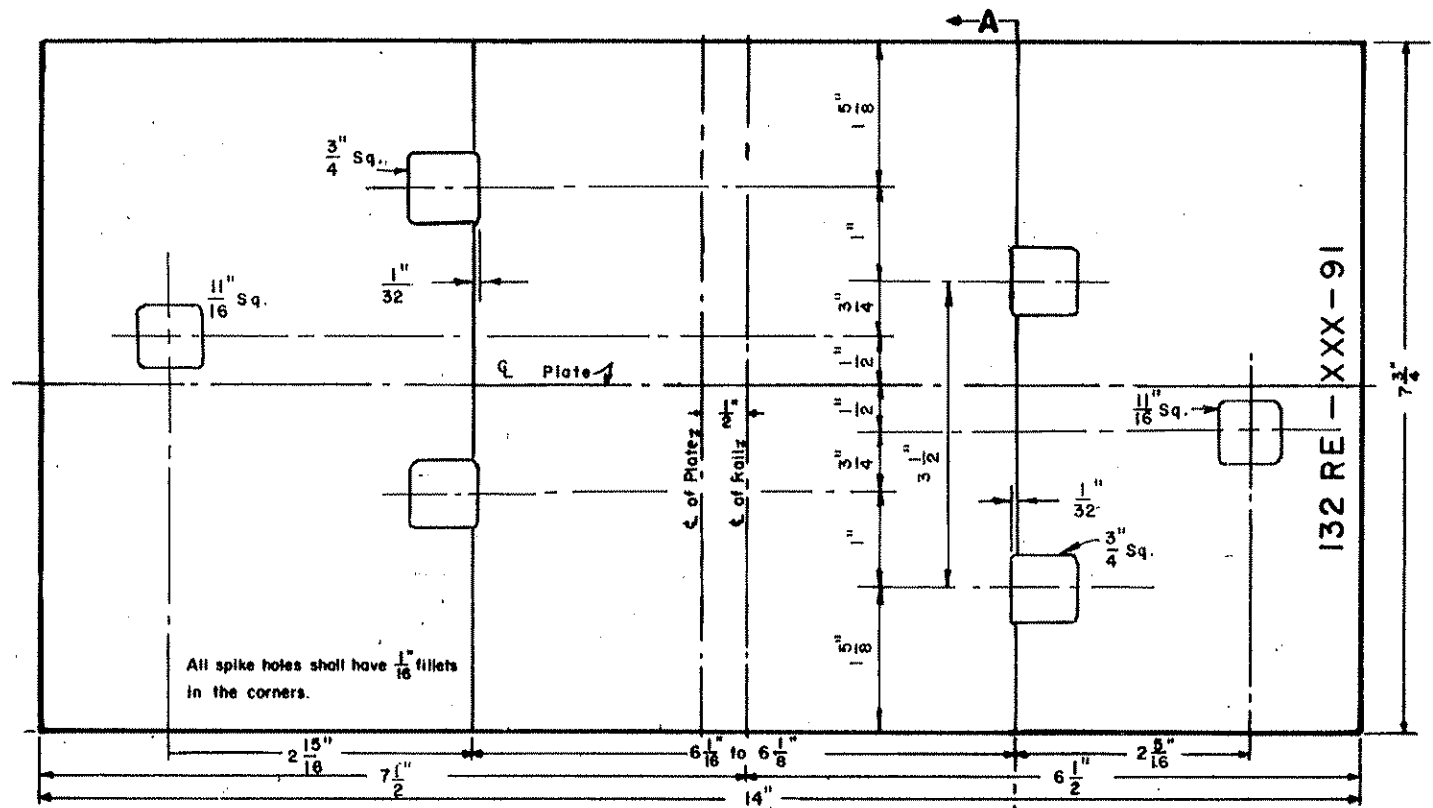 A
1 5/8"
3/4" Sq.
1"
1/32"
11/16" Sq.
3/4"
1/2"
℄ Plate
1/2"
℄ of Plate
℄ of Rail
1/2"
11/16" Sq.
3/4"
3 1/2"
1/32"
1"
3/4" Sq.
132 RE-XXX-91
7 3/4"
1 5/8"
All spike holes shall have 1/16" fillets
in the corners.
2 15/16"
6 1/16" to 6 1/8"
2 5/16"
7 1/2"
6 1/2"
14"